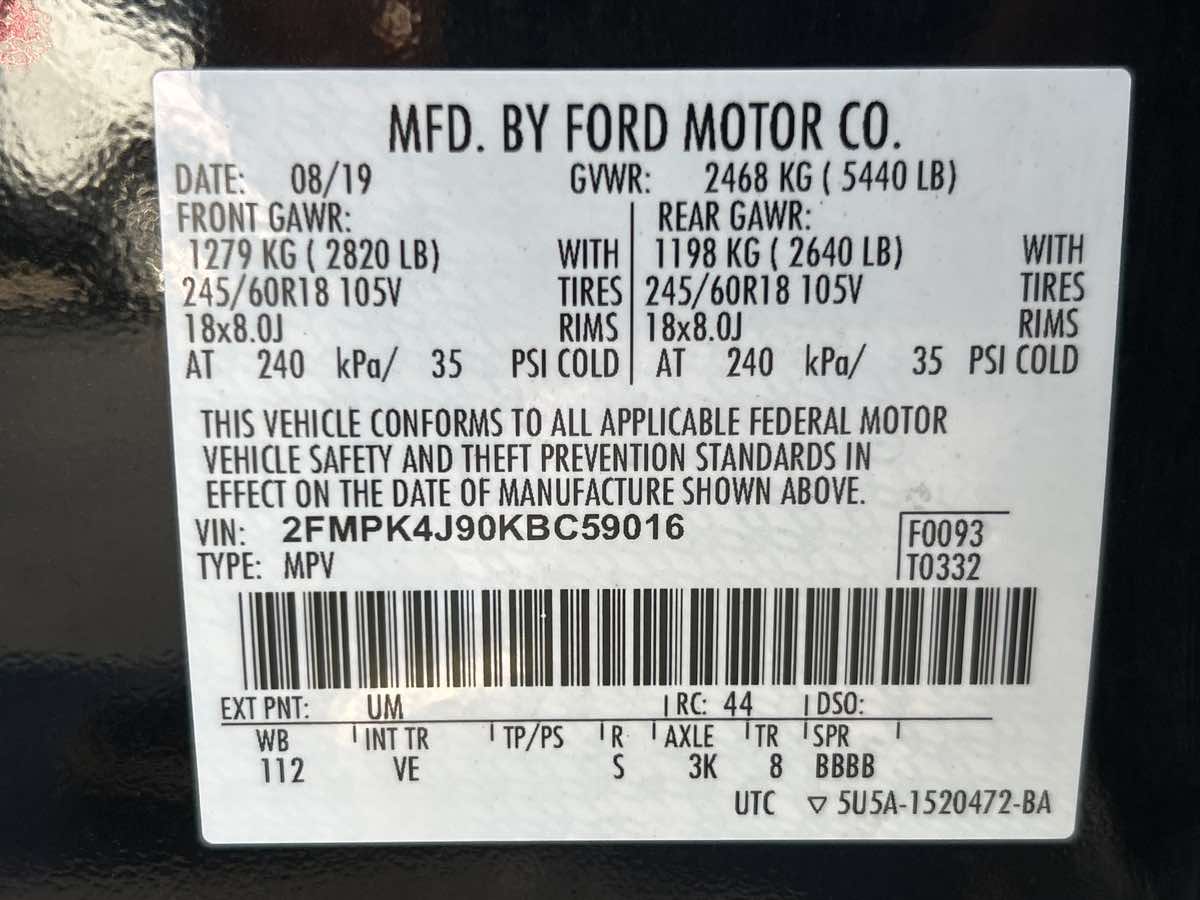 MFD. BY FORD MOTOR CO.
DATE: 08/19 GVWR: 2468 KG ( 5440 LB)
FRONT GAWR: REAR GAWR:
1279 KG ( 2820 LB) WITH 1198 KG ( 2640 LB) WITH
245/60R18 105V TIRES 245/60R18 105V TIRES
18x8.0J RIMS 18x8.0J RIMS
AT 240 kPa/ 35 PSI COLD AT 240 kPa/ 35 PSI COLD
THIS VEHICLE CONFORMS TO ALL APPLICABLE FEDERAL MOTOR
VEHICLE SAFETY AND THEFT PREVENTION STANDARDS IN
EFFECT ON THE DATE OF MANUFACTURE SHOWN ABOVE.
VIN: 2FMPK4J90KBC59016 F0093
TYPE: MPV T0332
EXT PNT: UM RC: 44 DSO:
WB INT TR TP/PS R AXLE TR SPR
112 VE S 3K 8 BBBB
UTC ▽ 5U5A-1520472-BA